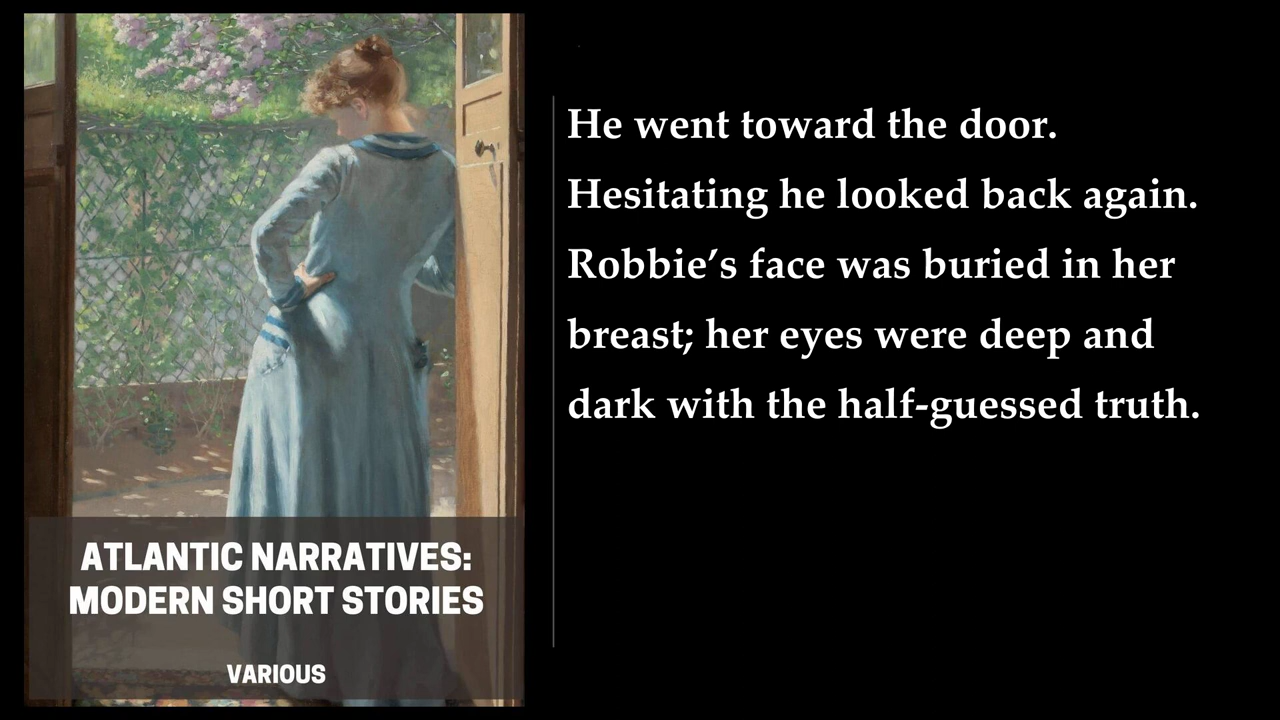 He went toward the door.
Hesitating he looked back again.
Robbie’s face was buried in her
breast; her eyes were deep and
dark with the half-guessed truth.
ATLANTIC NARRATIVES:
MODERN SHORT STORIES
VARIOUS